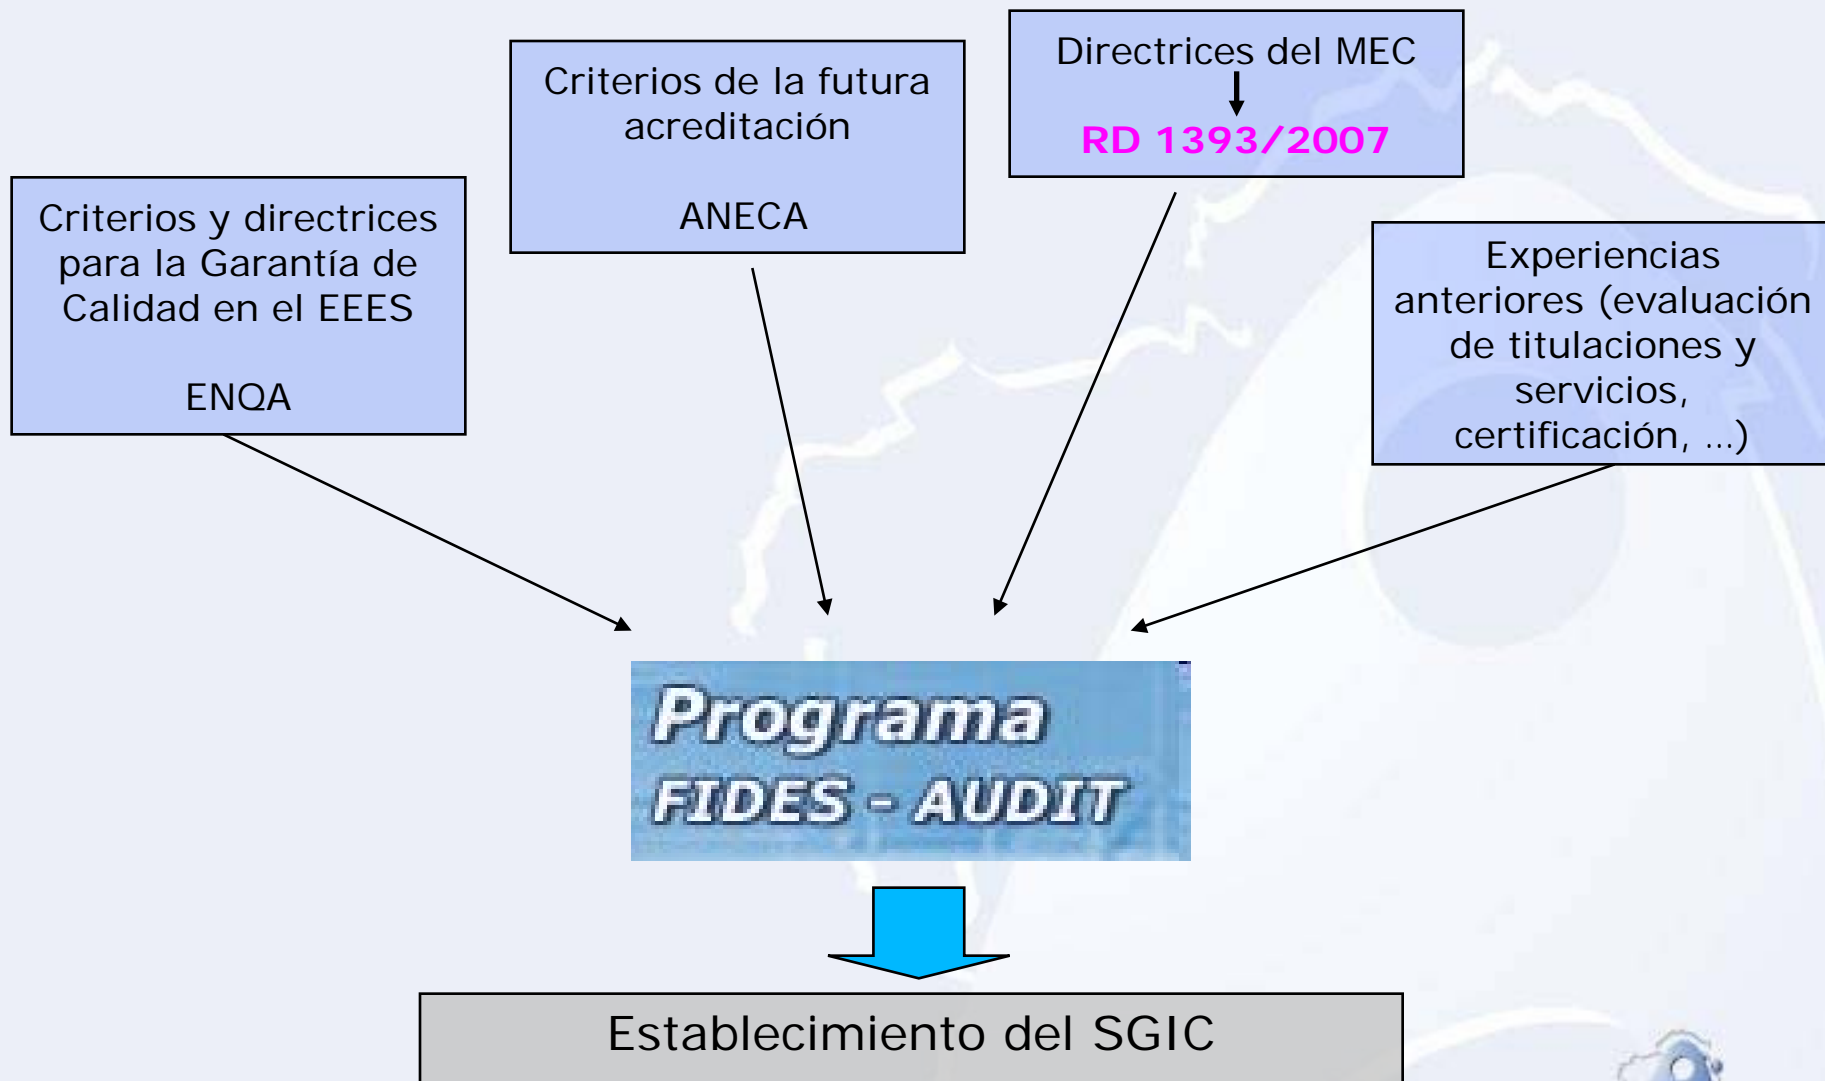 Directrices del MEC
RD 1393/2007
Criterios de la futura
acreditación
ANECA
Criterios y directrices
para la Garantía de
Calidad en el EEES
ENQA
Experiencias
anteriores (evaluación
de titulaciones y
servicios,
certificación, ...)
Programa
FIDES - AUDIT
Establecimiento del SGIC